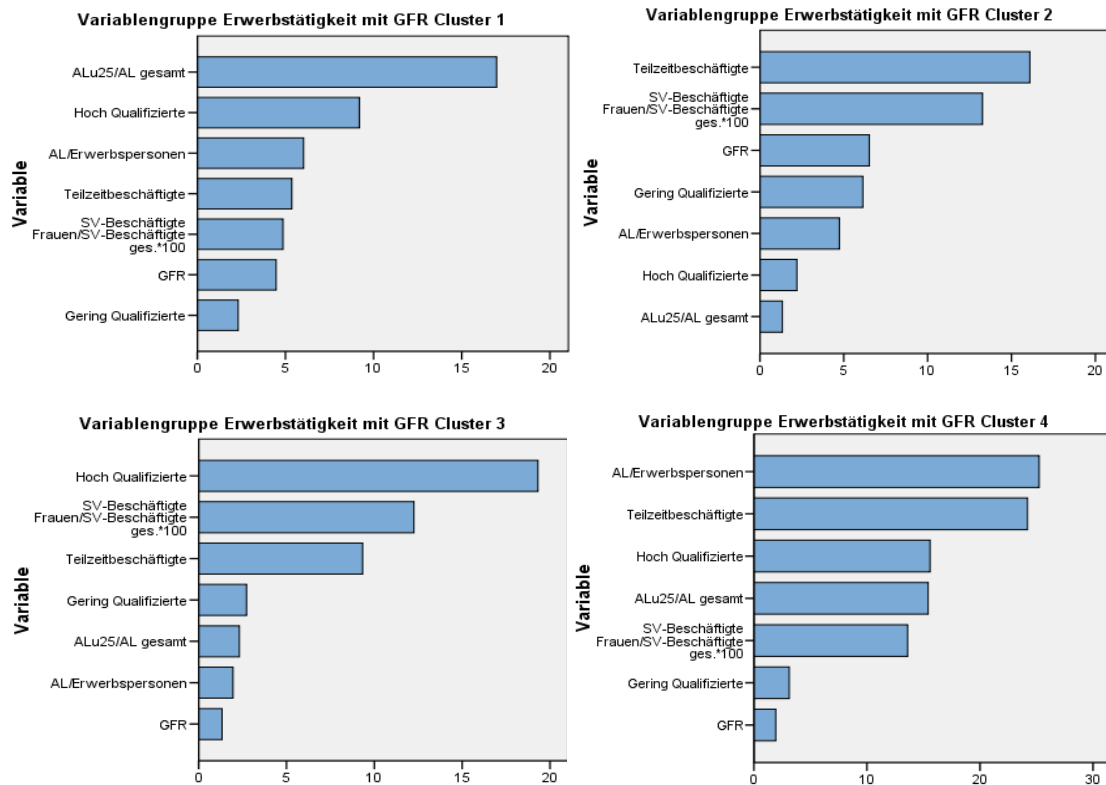 Variablengruppe Erwerbstätigkeit mit GFR Cluster 1
Variable
ALu25/AL gesamt
Hoch Qualifizierte
AL/Erwerbspersonen
Teilzeitbeschäftigte
SV-Beschäftigte
Frauen/SV-Beschäftigte
ges.*100
GFR
Gering Qualifizierte
0 5 10 15 20
Variablengruppe Erwerbstätigkeit mit GFR Cluster 2
Variable
Teilzeitbeschäftigte
SV-Beschäftigte
Frauen/SV-Beschäftigte
ges.*100
GFR
Gering Qualifizierte
AL/Erwerbspersonen
Hoch Qualifizierte
ALu25/AL gesamt
0 5 10 15 20
Variablengruppe Erwerbstätigkeit mit GFR Cluster 3
Variable
Hoch Qualifizierte
SV-Beschäftigte
Frauen/SV-Beschäftigte
ges.*100
Teilzeitbeschäftigte
Gering Qualifizierte
ALu25/AL gesamt
AL/Erwerbspersonen
GFR
0 5 10 15 20
Variablengruppe Erwerbstätigkeit mit GFR Cluster 4
Variable
AL/Erwerbspersonen
Teilzeitbeschäftigte
Hoch Qualifizierte
ALu25/AL gesamt
SV-Beschäftigte
Frauen/SV-Beschäftigte
ges.*100
Gering Qualifizierte
GFR
0 10 20 30